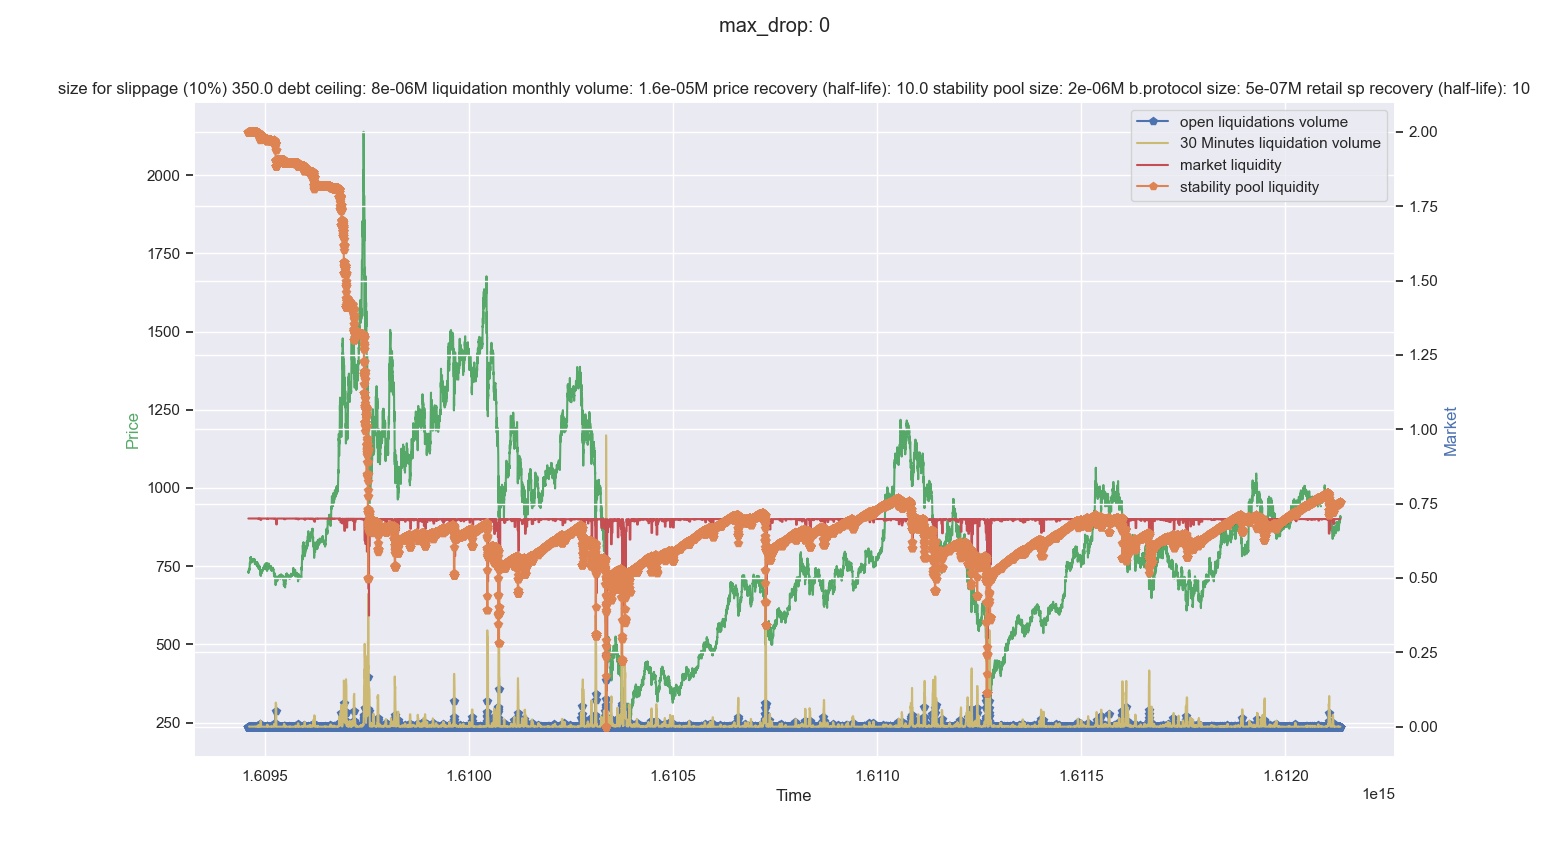 max_drop: 0
size for slippage (10%) 350.0 debt ceiling: 8e-06M liquidation monthly volume: 1.6e-05M price recovery (half-life): 10.0 stability pool size: 2e-06M b.protocol size: 5e-07M retail sp recovery (half-life): 10
open liquidations volume
30 Minutes liquidation volume
market liquidity
stability pool liquidity
2000
1750
1500
1250
1000
750
500
250
Price
2.00
1.75
1.50
1.25
1.00
0.75
0.50
0.25
0.00
Market
1.6095
1.6100
1.6105
1.6110
1.6115
1.6120
Time
1e15